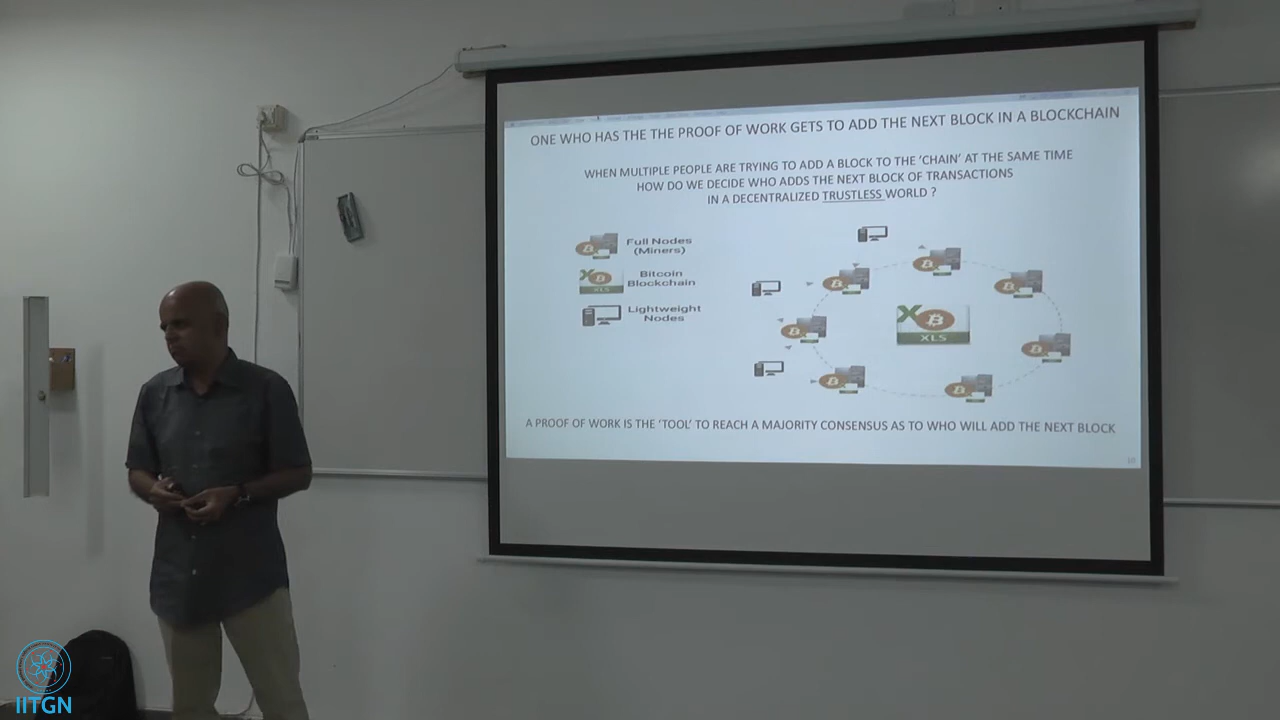 ONE WHO HAS THE THE PROOF OF WORK GETS TO ADD THE NEXT BLOCK IN A BLOCKCHAIN
WHEN MULTIPLE PEOPLE ARE TRYING TO ADD A BLOCK TO THE 'CHAIN' AT THE SAME TIME
HOW DO WE DECIDE WHO ADDS THE NEXT BLOCK OF TRANSACTIONS
IN A DECENTRALIZED TRUSTLESS WORLD ?
Full Nodes
(Miners)
Bitcoin
Blockchain
XLS
Lightweight
Nodes
XLS
A PROOF OF WORK IS THE 'TOOL' TO REACH A MAJORITY CONSENSUS AS TO WHO WILL ADD THE NEXT BLOCK
IITGN